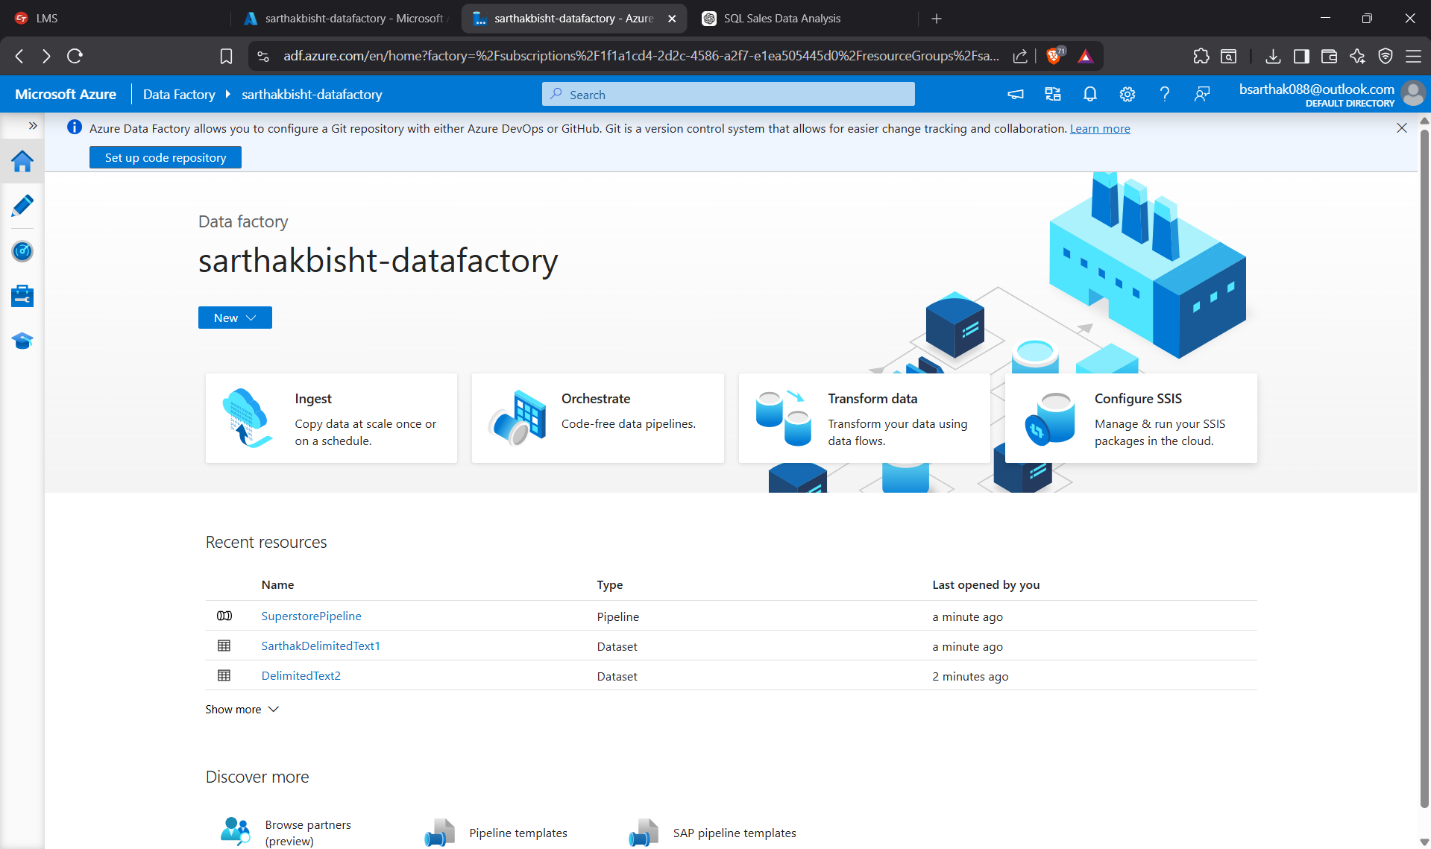 LMS
sarthakbisht-datafactory - Microsoft
sarthakbisht-datafactory - Azure
SQL Sales Data Analysis
adf.azure.com/en/home?factory=%2Fsubscriptions%2F1f1a1cd4-2d2c-4586-a2f7-e1ea505445d0%2FresourceGroups%2Fsa...
71
Microsoft Azure
Data Factory
sarthakbisht-datafactory
Search
bsarthak088@outlook.com
DEFAULT DIRECTORY
Azure Data Factory allows you to configure a Git repository with either Azure DevOps or GitHub. Git is a version control system that allows for easier change tracking and collaboration. Learn more
Set up code repository
Data factory
sarthakbisht-datafactory
New
Ingest
Copy data at scale once or
on a schedule.
Orchestrate
Code-free data pipelines.
Transform data
Transform your data using
data flows.
Configure SSIS
Manage & run your SSIS
packages in the cloud.
Recent resources
Name Type Last opened by you
SuperstorePipeline Pipeline a minute ago
SarthakDelimitedText1 Dataset a minute ago
DelimitedText2 Dataset 2 minutes ago
Show more
Discover more
Browse partners
(preview)
Pipeline templates
SAP pipeline templates